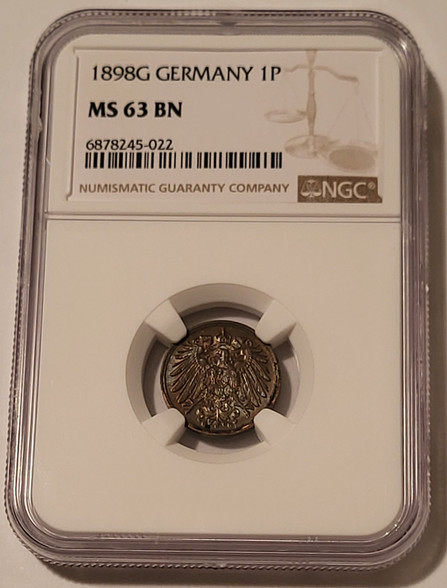 1898G GERMANY 1P
MS 63 BN
6878245-022
NUMISMATIC GUARANTY COMPANY
NGC®